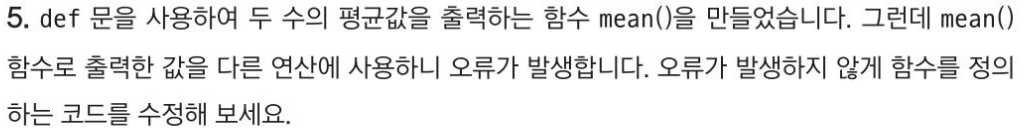 5. def 문을 사용하여 두 수의 평균값을 출력하는 함수 mean()을 만들었습니다. 그런데 mean()
함수로 출력한 값을 다른 연산에 사용하니 오류가 발생합니다. 오류가 발생하지 않게 함수를 정의
하는 코드를 수정해 보세요.